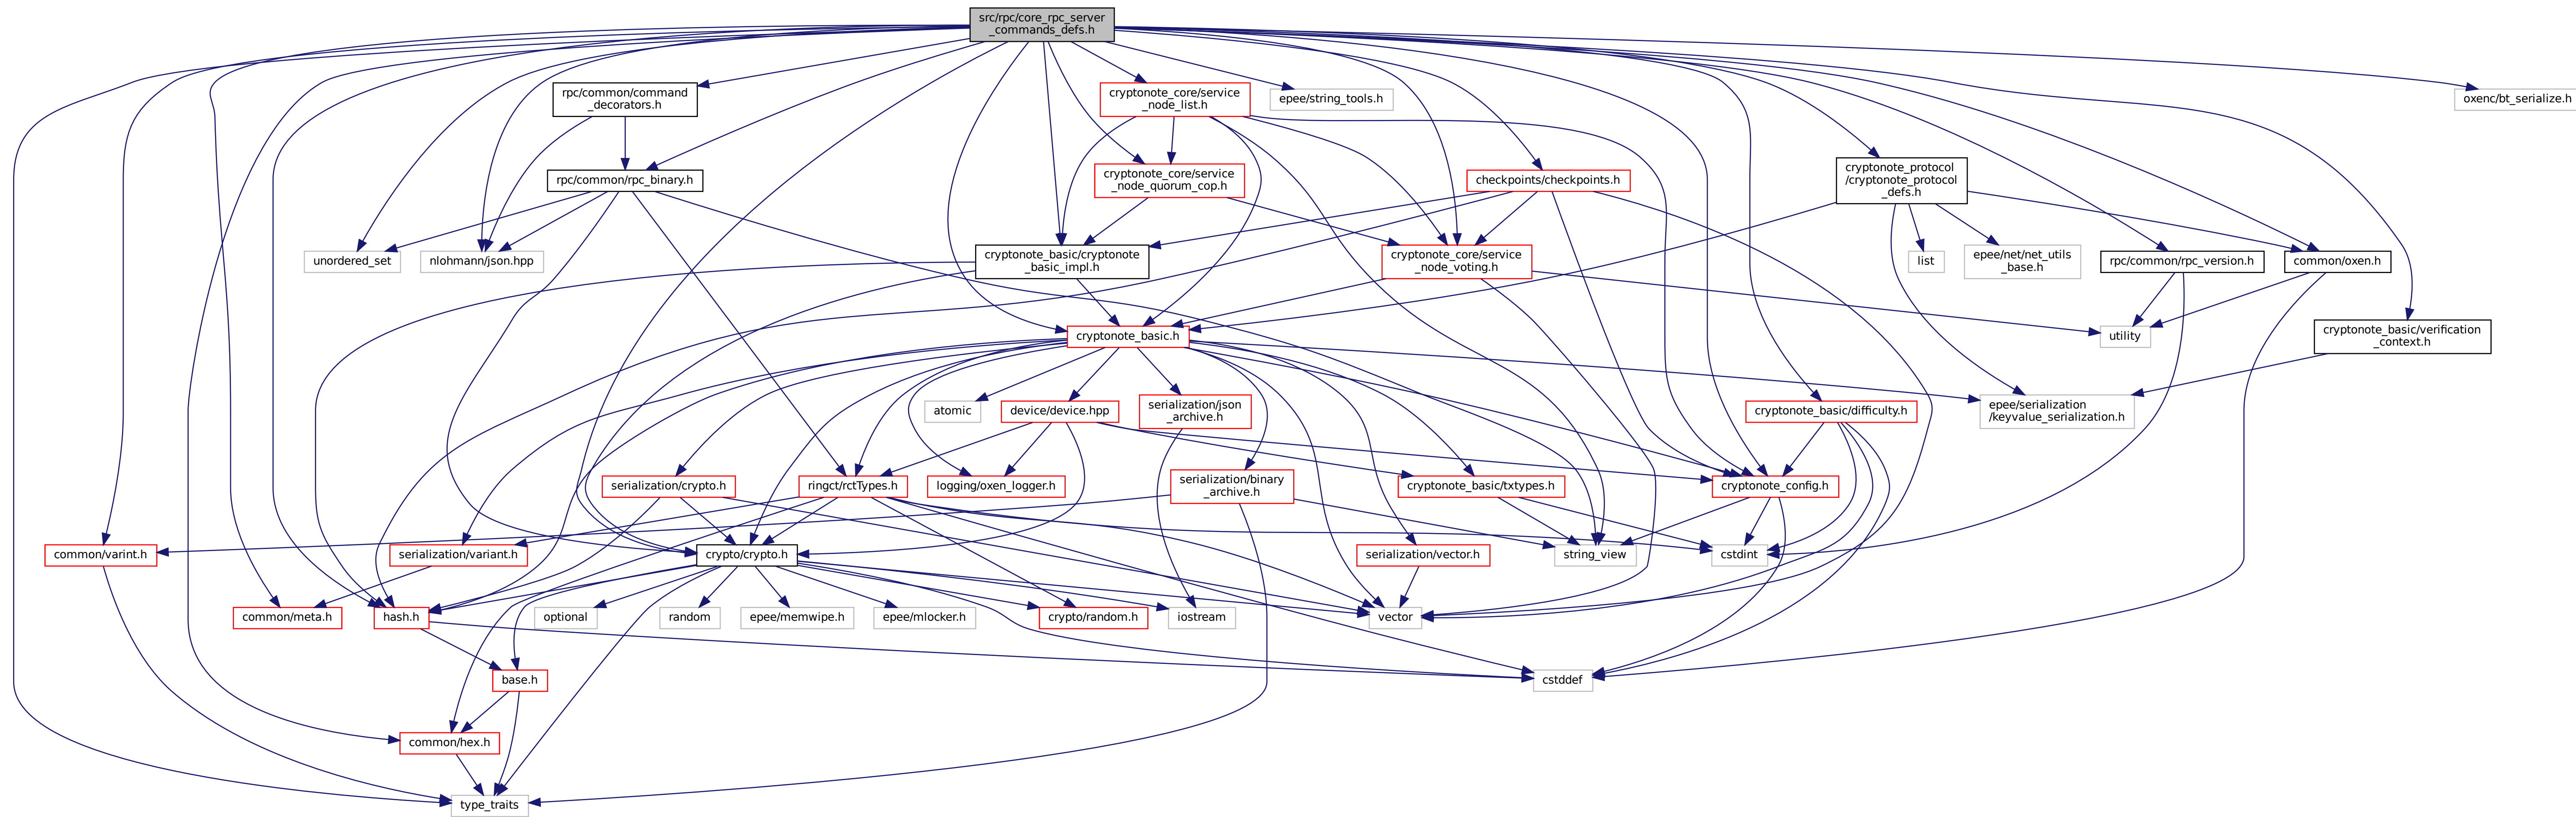 src/rpc/core_rpc_server
_commands_defs.h
rpc/common/command
_decorators.h
cryptonote_core/service
_node_list.h
epee/string_tools.h
oxenc/bt_serialize.h
rpc/common/rpc_binary.h
cryptonote_core/service
_node_quorum_cop.h
checkpoints/checkpoints.h
cryptonote_protocol
/cryptonote_protocol
_defs.h
unordered_set
nlohmann/json.hpp
cryptonote_basic/cryptonote
_basic_impl.h
cryptonote_core/service
_node_voting.h
list
epee/net/net_utils
_base.h
rpc/common/rpc_version.h
common/oxen.h
cryptonote_basic.h
utility
cryptonote_basic/verification
_context.h
atomic
device/device.hpp
serialization/json
_archive.h
cryptonote_basic/difficulty.h
epee/serialization
/keyvalue_serialization.h
serialization/crypto.h
ringct/rctTypes.h
logging/oxen_logger.h
serialization/binary
_archive.h
cryptonote_basic/txtypes.h
cryptonote_config.h
common/varint.h
serialization/variant.h
crypto/crypto.h
serialization/vector.h
string_view
cstdint
common/meta.h
hash.h
optional
random
epee/memwipe.h
epee/mlocker.h
crypto/random.h
iostream
vector
base.h
cstddef
common/hex.h
type_traits